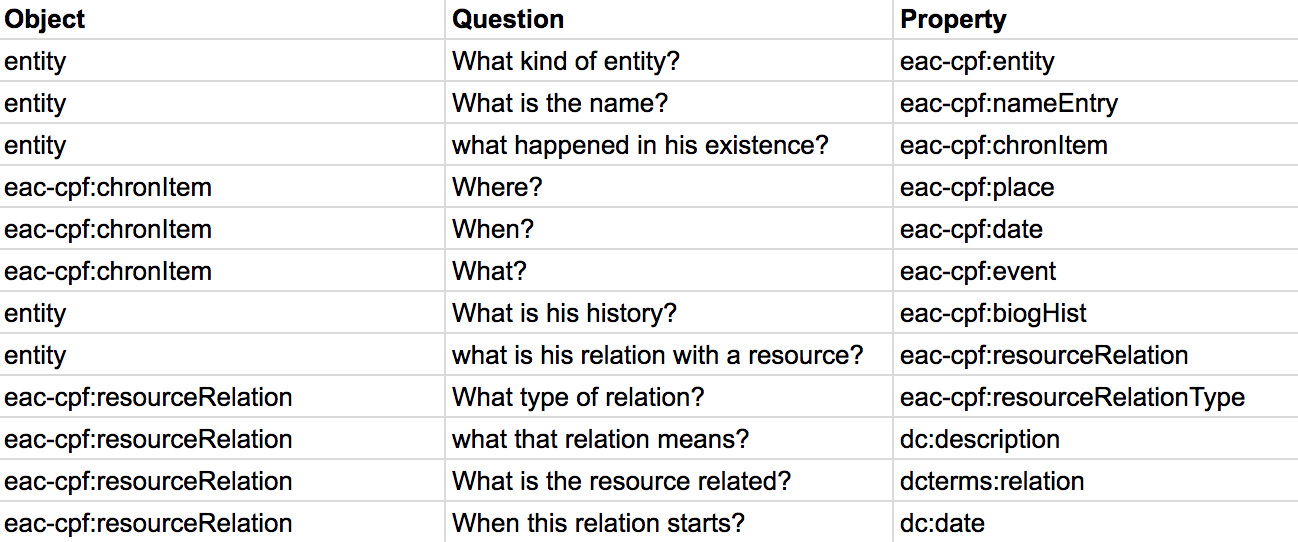 Object Question Property
entity What kind of entity? eac-cpf:entity
entity What is the name? eac-cpf:nameEntry
entity what happened in his existence? eac-cpf:chronItem
eac-cpf:chronItem Where? eac-cpf:place
eac-cpf:chronItem When? eac-cpf:date
eac-cpf:chronItem What? eac-cpf:event
entity What is his history? eac-cpf:biogHist
entity what is his relation with a resource? eac-cpf:resourceRelation
eac-cpf:resourceRelation What type of relation? eac-cpf:resourceRelationType
eac-cpf:resourceRelation what that relation means? dc:description
eac-cpf:resourceRelation What is the resource related? dcterms:relation
eac-cpf:resourceRelation When this relation starts? dc:date